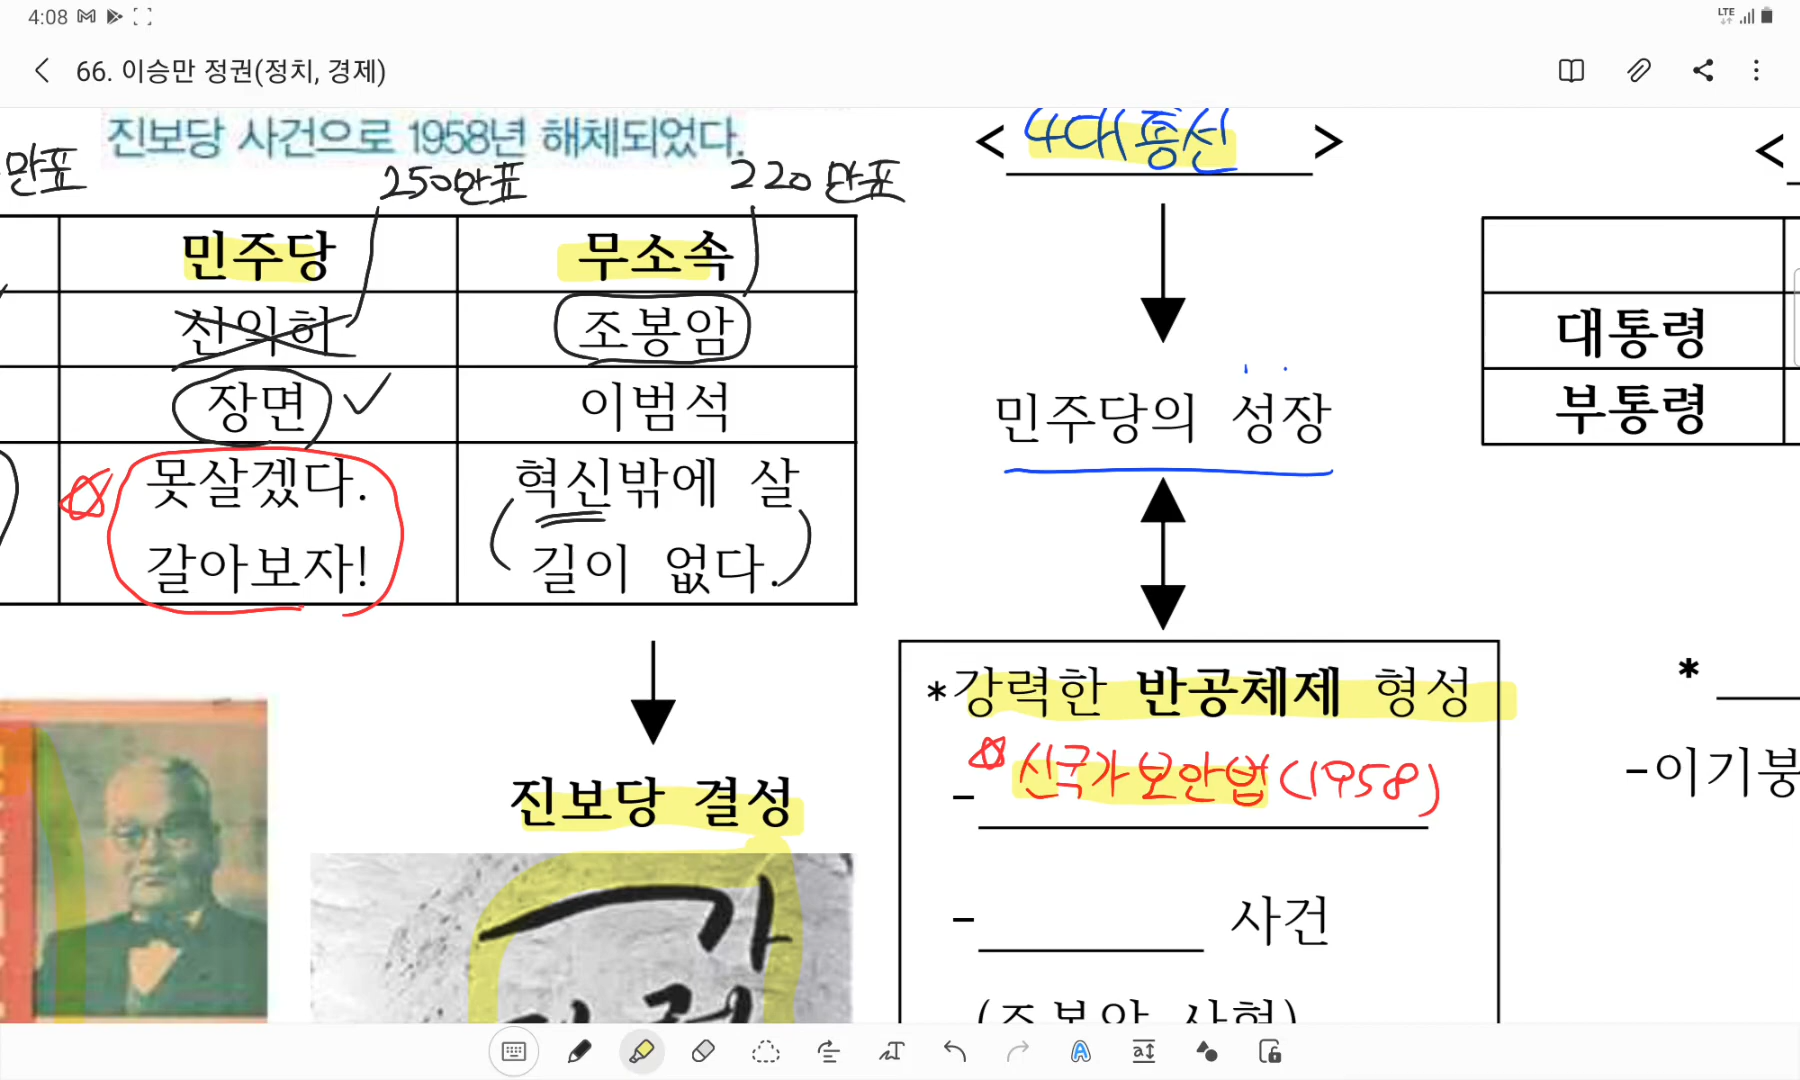 4:08
LTE
66. 이승만 정권(정치, 경제)
진보당 사건으로 1958년 해체되었다.
만표
250만표
220만표
민주당
무소속
신익희
조봉암
장면
이범석
못살겠다.
갈아보자!
혁신밖에 살
길이 없다.
진보당 결성
< 4대총선 >
민주당의 성장
*강력한 반공체제 형성
- 신국가보안법(1958)
- 사건
(조봉암 사형)
<
대통령
부통령
*
-이기붕